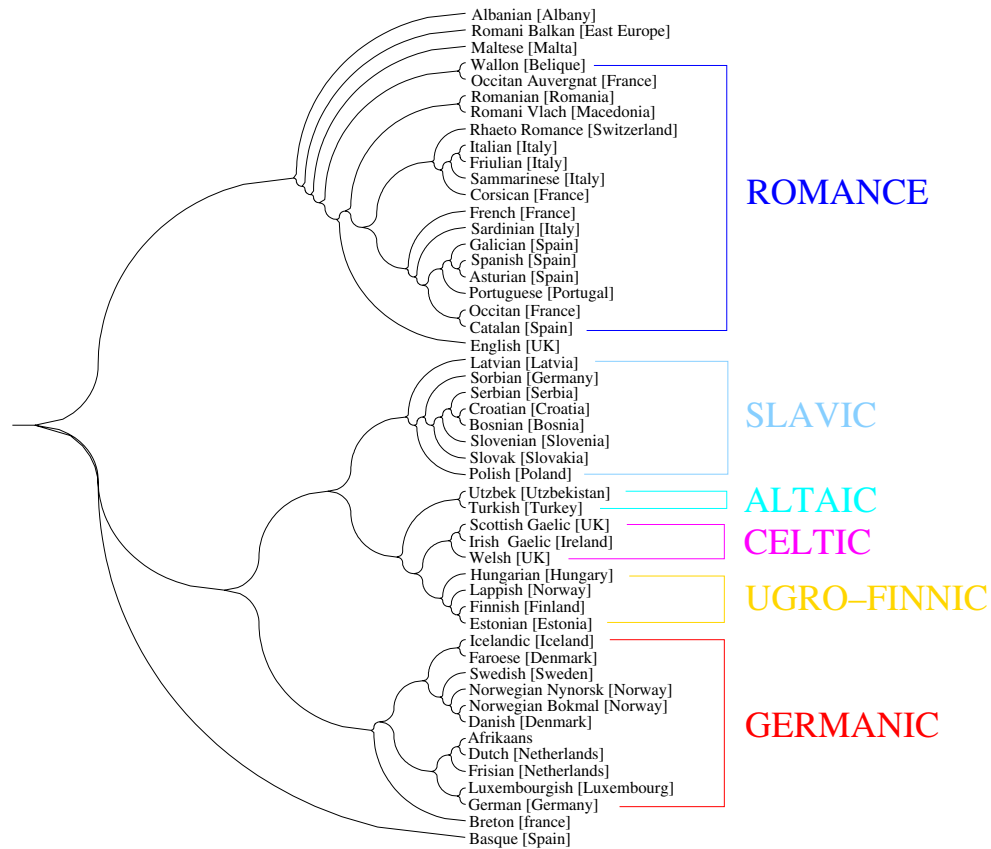 Albanian [Albany]
Romani Balkan [East Europe]
Maltese [Malta]
Wallon [Belique]
Occitan Auvergnat [France]
Romanian [Romania]
Romani Vlach [Macedonia]
Rhaeto Romance [Switzerland]
Italian [Italy]
Friulian [Italy]
Sammarinese [Italy]
Corsican [France]
French [France]
Sardinian [Italy]
Galician [Spain]
Spanish [Spain]
Asturian [Spain]
Portuguese [Portugal]
Occitan [France]
Catalan [Spain]
ROMANCE
English [UK]
Latvian [Latvia]
Sorbian [Germany]
Serbian [Serbia]
Croatian [Croatia]
Bosnian [Bosnia]
Slovenian [Slovenia]
Slovak [Slovakia]
Polish [Poland]
SLAVIC
Utzbek [Utzbekistan]
Turkish [Turkey]
ALTAIC
Scottish Gaelic [UK]
Irish Gaelic [Ireland]
Welsh [UK]
CELTIC
Hungarian [Hungary]
Lappish [Norway]
Finnish [Finland]
Estonian [Estonia]
UGRO–FINNIC
Icelandic [Iceland]
Faroese [Denmark]
Swedish [Sweden]
Norwegian Nynorsk [Norway]
Norwegian Bokmal [Norway]
Danish [Denmark]
Afrikaans
Dutch [Netherlands]
Frisian [Netherlands]
Luxembourgish [Luxembourg]
German [Germany]
GERMANIC
Breton [france]
Basque [Spain]